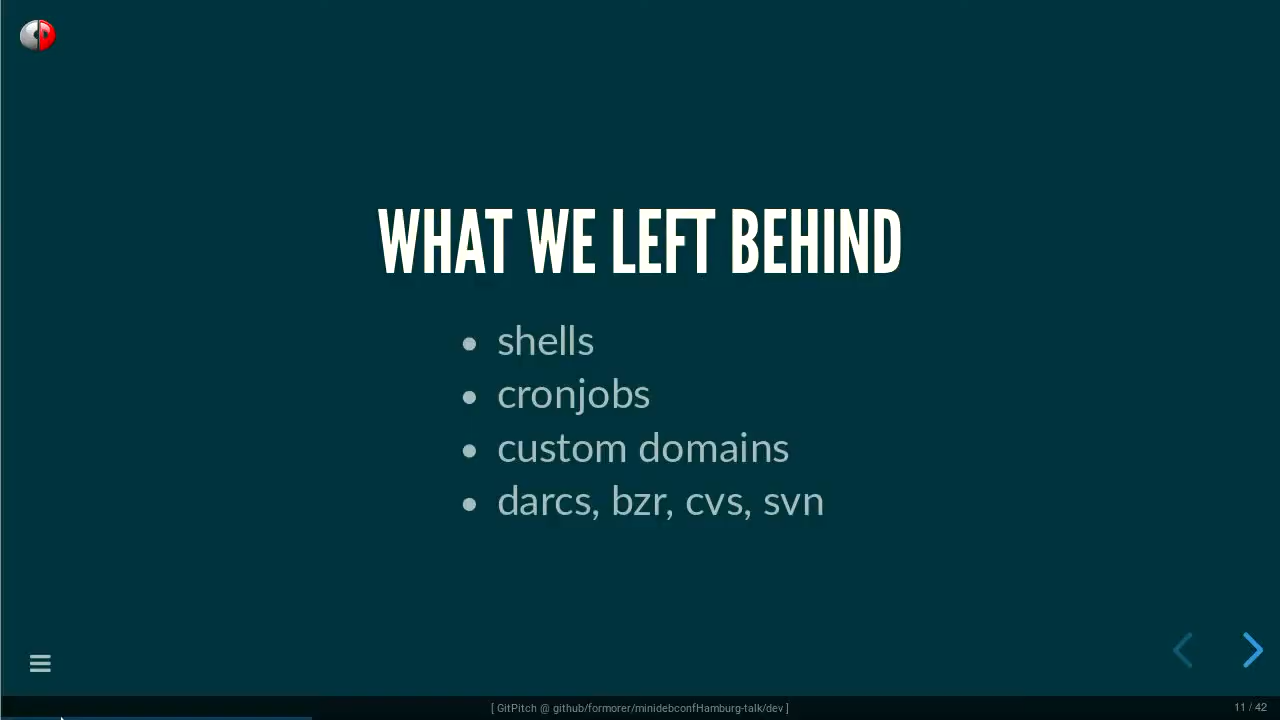 WHAT WE LEFT BEHIND
shells
cronjobs
custom domains
darcs, bzr, cvs, svn
[ GitPitch @ github/formorer/minidebconfHamburg-talk/dev ]
11 / 42